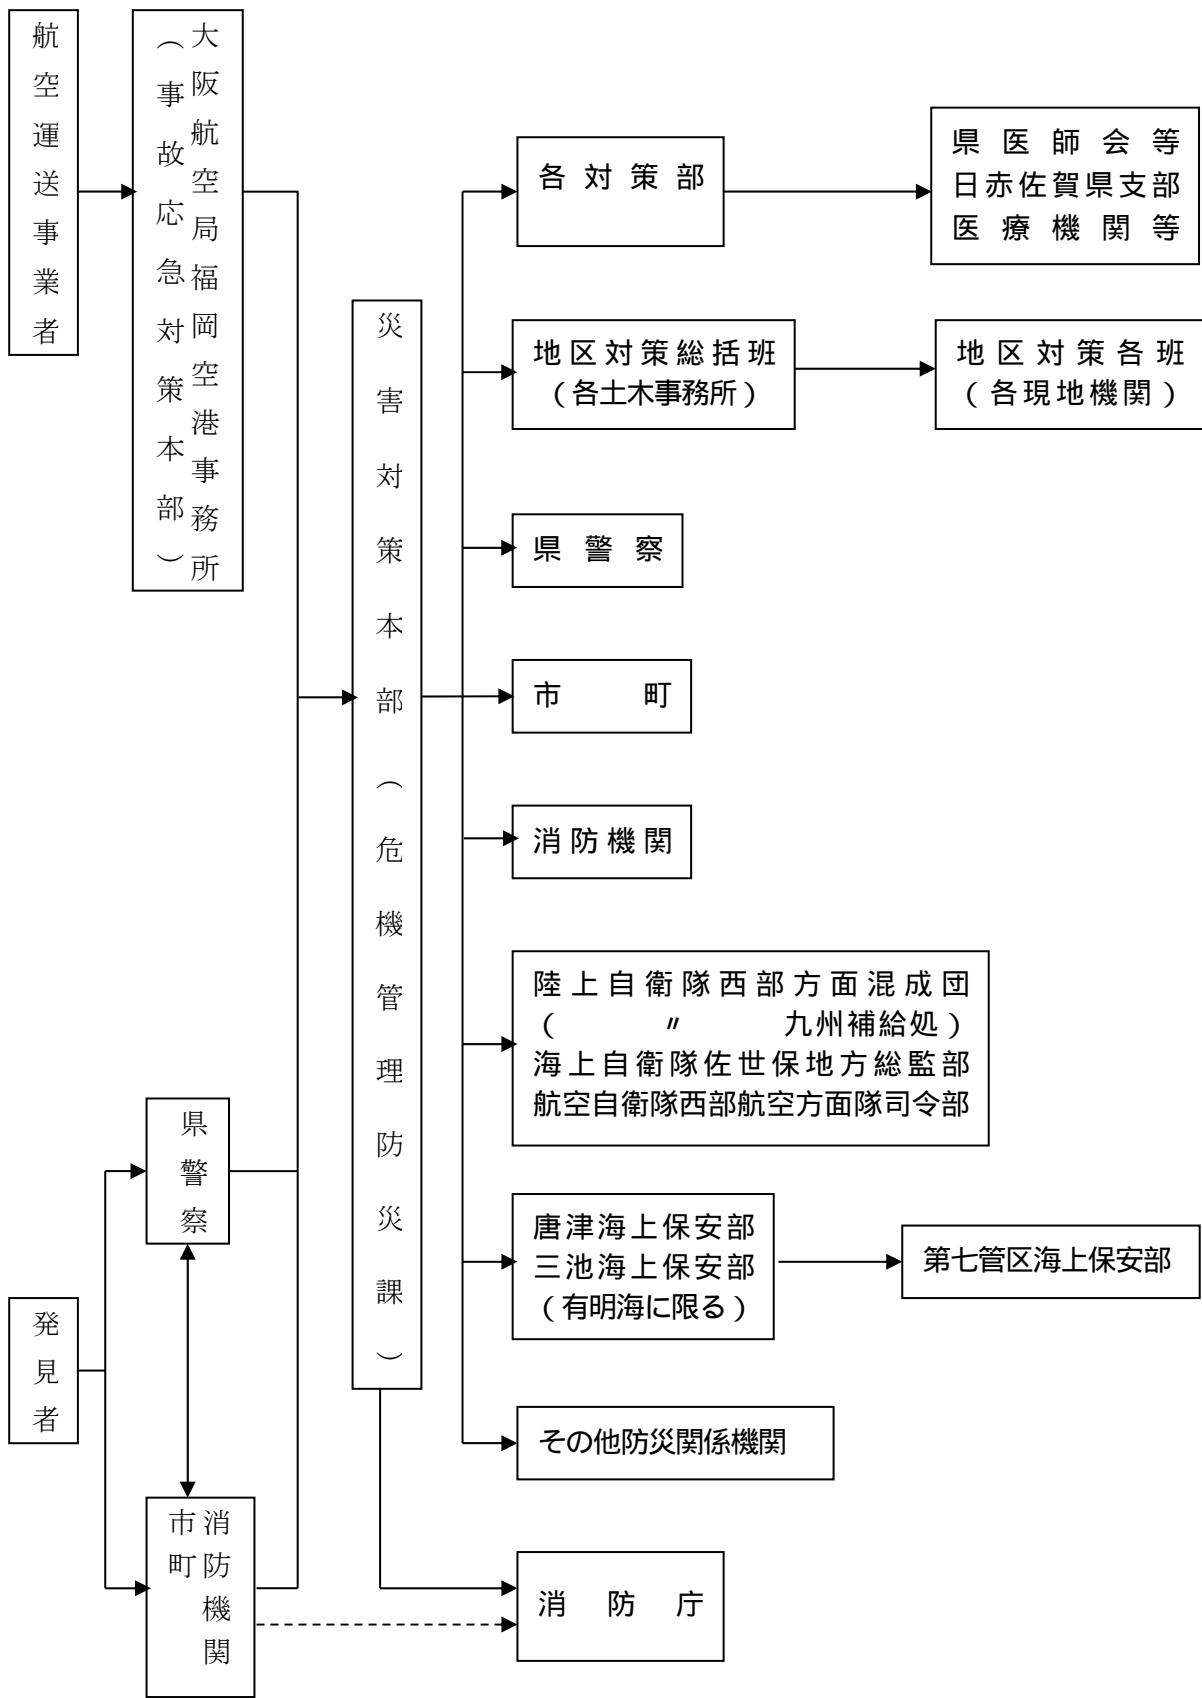 航空運送事業者
大阪航空局福岡空港事務所
（事故応急対策本部）
災害対策本部（危機管理防災課）
各対策部
県医師会等
日赤佐賀県支部
医療機関等
地区対策総括班
（各土木事務所）
地区対策各班
（各現地機関）
県警察
市町
消防機関
陸上自衛隊西部方面混成団
（　　〃　　九州補給処）
海上自衛隊佐世保地方総監部
航空自衛隊西部航空方面隊司令部
唐津海上保安部
三池海上保安部
（有明海に限る）
第七管区海上保安部
その他防災関係機関
消防庁
県警察
発見者
消防機関
市町